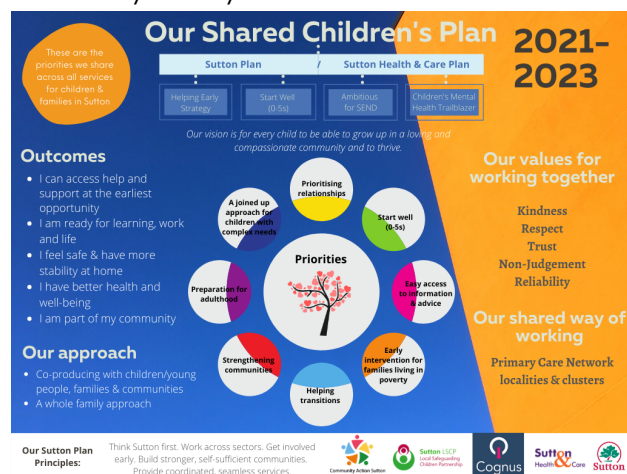 These are the
priorities we share
across all services
for children &
families in Sutton
Our Shared Children's Plan
Sutton Plan / Sutton Health & Care Plan
Helping Early
Strategy
Start Well
(0-5s)
Ambitious
for SEND
Children's Mental
Health Trailblazer
2021-
2023
Our vision is for every child to be able to grow up in a loving and
compassionate community and to thrive.
Outcomes
• I can access help and
support at the earliest
opportunity
• I am ready for learning, work
and life
• I feel safe & have more
stability at home
• I have better health and
well-being
• I am part of my community
Our approach
• Co-producing with children/young
people, families & communities
• A whole family approach
Priorities
Prioritising
relationships
Start well
(0-5s)
Easy access
to information
& advice
Early
intervention for
families living in
poverty
Helping
transitions
Strengthening
communities
Preparation for
adulthood
A joined up
approach for
children with
complex needs
Our values for
working together
Kindness
Respect
Trust
Non-Judgement
Reliability
Our shared way of
working
Primary Care Network
localities & clusters
Our Sutton Plan
Principles:
Think Sutton first. Work across sectors. Get involved
early. Build stronger, self-sufficient communities.
Provide coordinated, seamless services.
Community Action Sutton
Sutton LSCP
Local Safeguarding
Children Partnership
Cognus
Sutton
Health & Care
Sutton